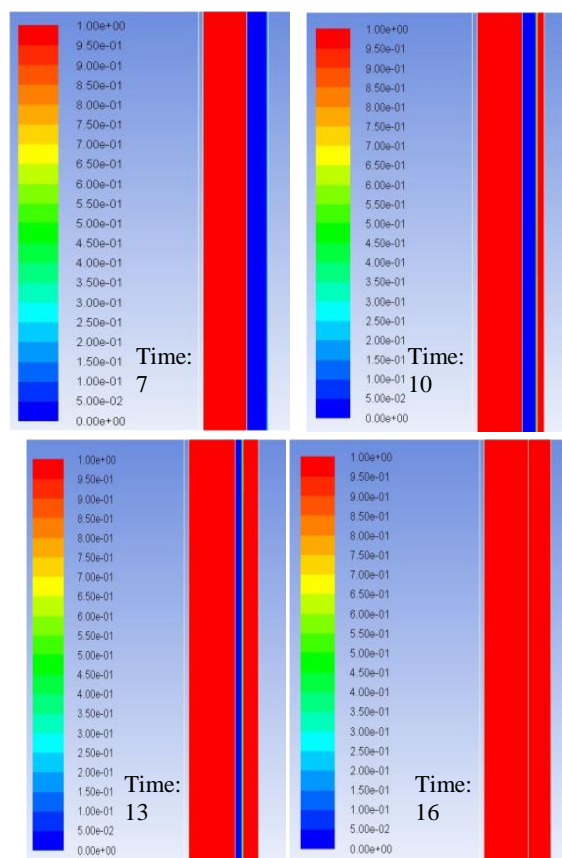 1.00e+00
9.50e-01
9.00e-01
8.50e-01
8.00e-01
7.50e-01
7.00e-01
6.50e-01
6.00e-01
5.50e-01
5.00e-01
4.50e-01
4.00e-01
3.50e-01
3.00e-01
2.50e-01
2.00e-01
1.50e-01
1.00e-01
5.00e-02
0.00e+00
Time:
7
1.00e+00
9.50e-01
9.00e-01
8.50e-01
8.00e-01
7.50e-01
7.00e-01
6.50e-01
6.00e-01
5.50e-01
5.00e-01
4.50e-01
4.00e-01
3.50e-01
3.00e-01
2.50e-01
2.00e-01
1.50e-01
1.00e-01
5.00e-02
0.00e+00
Time:
10
1.00e+00
9.50e-01
9.00e-01
8.50e-01
8.00e-01
7.50e-01
7.00e-01
6.50e-01
6.00e-01
5.50e-01
5.00e-01
4.50e-01
4.00e-01
3.50e-01
3.00e-01
2.50e-01
2.00e-01
1.50e-01
1.00e-01
5.00e-02
0.00e+00
Time:
13
1.00e+00
9.50e-01
9.00e-01
8.50e-01
8.00e-01
7.50e-01
7.00e-01
6.50e-01
6.00e-01
5.50e-01
5.00e-01
4.50e-01
4.00e-01
3.50e-01
3.00e-01
2.50e-01
2.00e-01
1.50e-01
1.00e-01
5.00e-02
0.00e+00
Time:
16